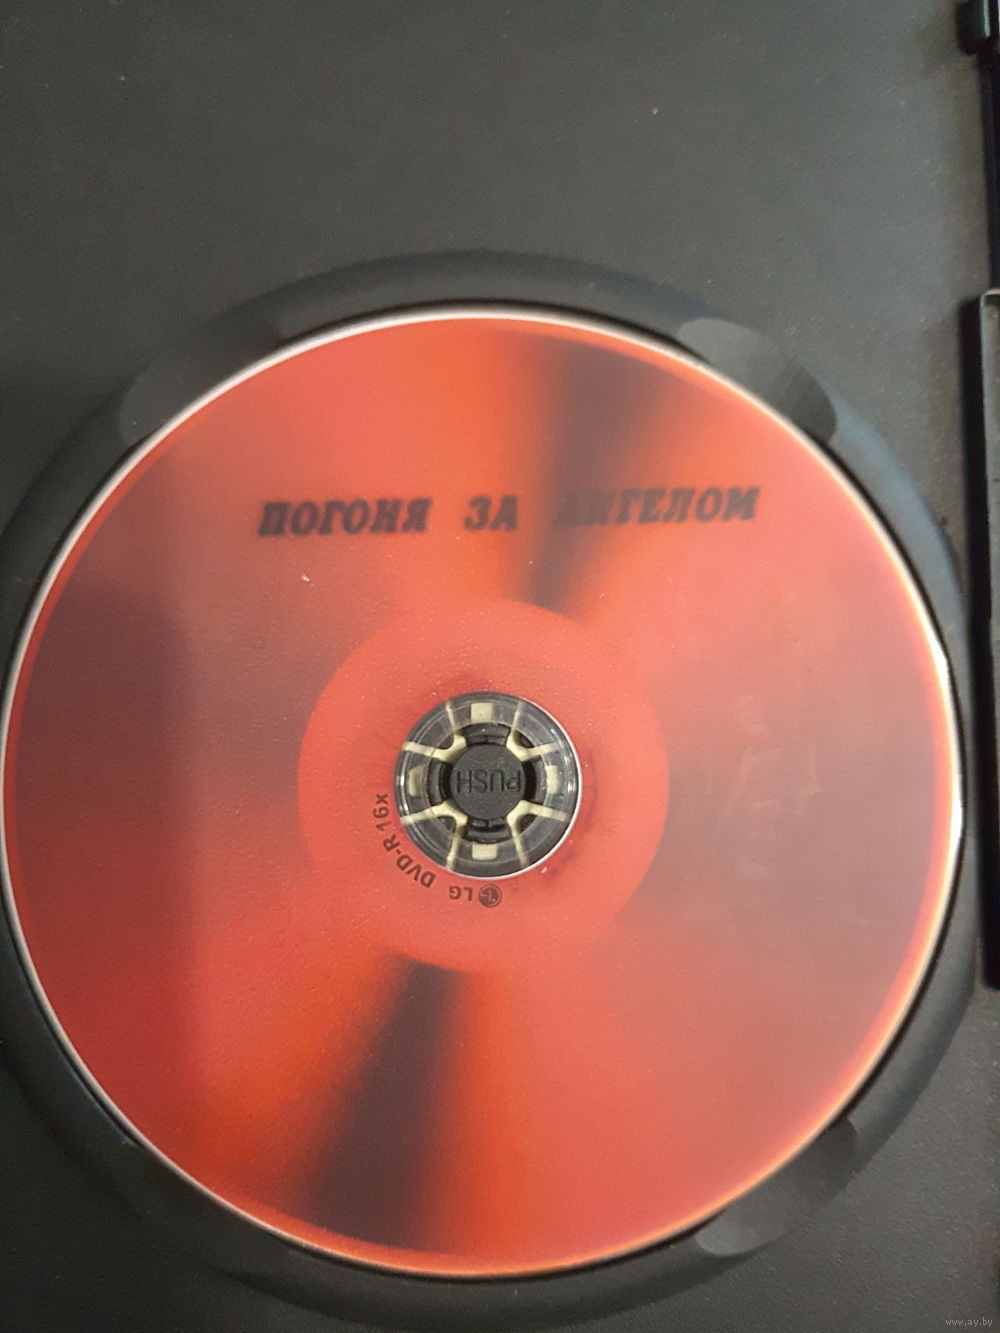 ПОГОНЯ ЗА АНГЕЛОМ
PUSH
LG DVD-R 16x
www.ay.by